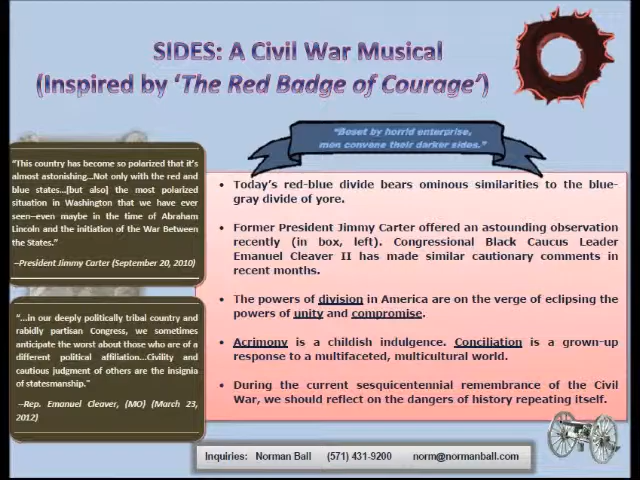 SIDES: A Civil War Musical
(Inspired by ‘The Red Badge of Courage’)
“Beset by horrid enterprise,
men convene their darker sides.”
“This country has become so polarized that it’s
almost astonishing...Not only with the red and
blue states...[but also] the most polarized
situation in Washington that we have ever
seen--even maybe in the time of Abraham
Lincoln and the initiation of the War Between
the States.”
--President Jimmy Carter (September 20, 2010)
“...in our deeply politically tribal country and
rabidly partisan Congress, we sometimes
anticipate the worst about those who are of a
different political affiliation...Civility and
cautious judgment of others are the insignia
of statesmanship.”
--Rep. Emanuel Cleaver, (MO) (March 23,
2012)
• Today’s red-blue divide bears ominous similarities to the blue-
gray divide of yore.
• Former President Jimmy Carter offered an astounding observation
recently (in box, left). Congressional Black Caucus Leader
Emanuel Cleaver II has made similar cautionary comments in
recent months.
• The powers of division in America are on the verge of eclipsing the
powers of unity and compromise.
• Acrimony is a childish indulgence. Conciliation is a grown-up
response to a multifaceted, multicultural world.
• During the current sesquicentennial remembrance of the Civil
War, we should reflect on the dangers of history repeating itself.
Inquiries: Norman Ball (571) 431-9200 norm@normanball.com